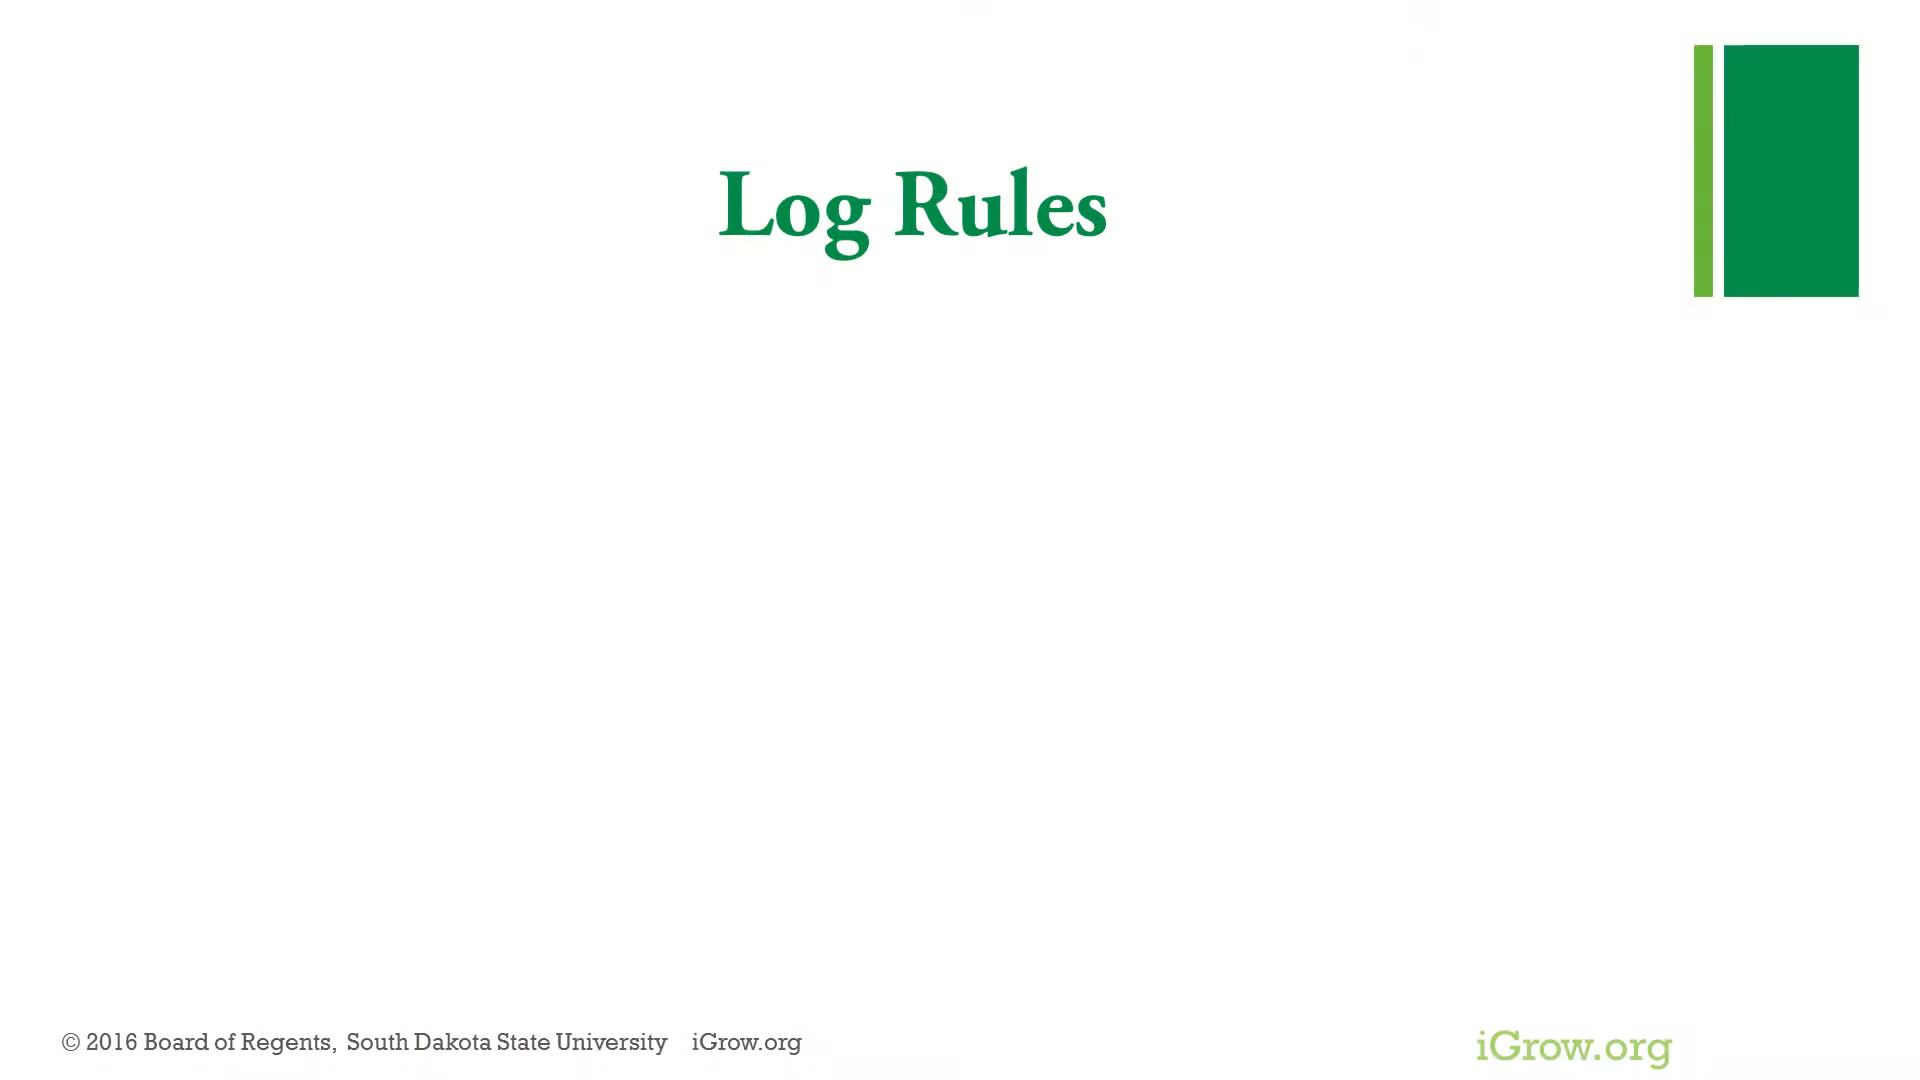 Log Rules
© 2016 Board of Regents, South Dakota State University iGrow.org
iGrow.org